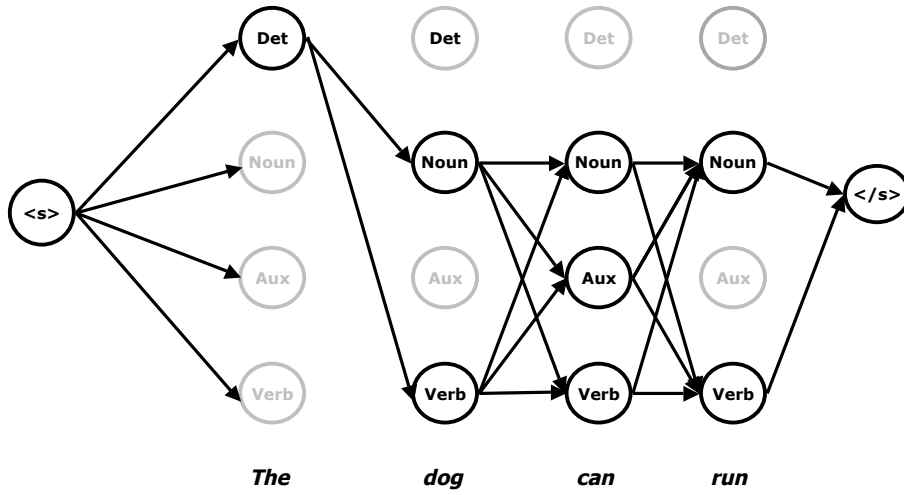 Det Det Det Det
Noun Noun Noun Noun
<s> </s>
Aux Aux Aux Aux
Verb Verb Verb Verb
The dog can run